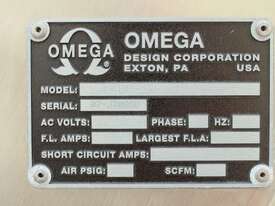 OMEGA
OMEGA ®
DESIGN CORPORATION
EXTON, PA USA
MODEL:
SERIAL:
AC VOLTS: PHASE: HZ:
F.L. AMPS: LARGEST F.L.A:
SHORT CIRCUIT AMPS:
AIR PSIG: SCFM: